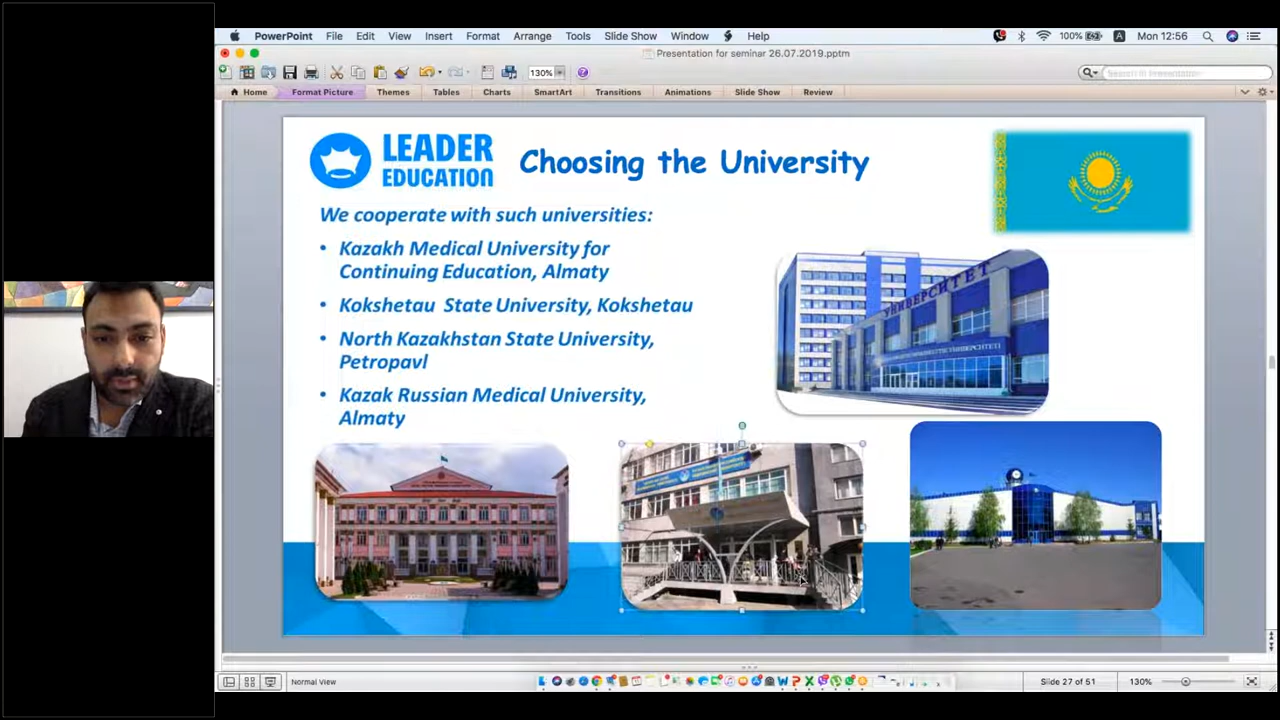 PowerPoint File Edit View Insert Format Arrange Tools Slide Show Window Help 100% A Mon 12:56
Presentation for seminar 26.07.2019.pptm
130% Search in Presentation
Home Format Picture Themes Tables Charts SmartArt Transitions Animations Slide Show Review
LEADER
EDUCATION
Choosing the University
We cooperate with such universities:
• Kazakh Medical University for
Continuing Education, Almaty
• Kokshetau State University, Kokshetau
• North Kazakhstan State University,
Petropavl
• Kazak Russian Medical University,
Almaty
УНИВЕРСИТЕТ
Normal View Slide 27 of 51 130%